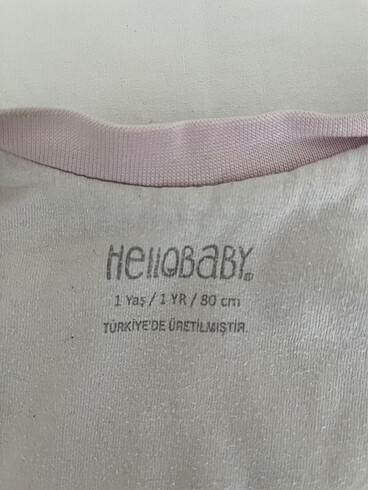 HelloBaBY
1 Yaş / 1 YR / 80 cm
TÜRKİYE'DE ÜRETİLMİŞTİR.